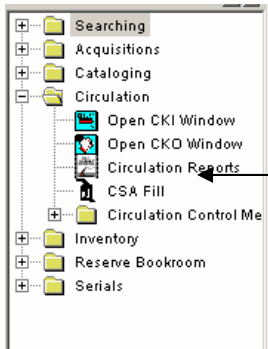 Searching
Acquisitions
Cataloging
Circulation
Open CKI Window
Open CKO Window
Circulation Reports
CSA Fill
Circulation Control Me
Inventory
Reserve Bookroom
Serials